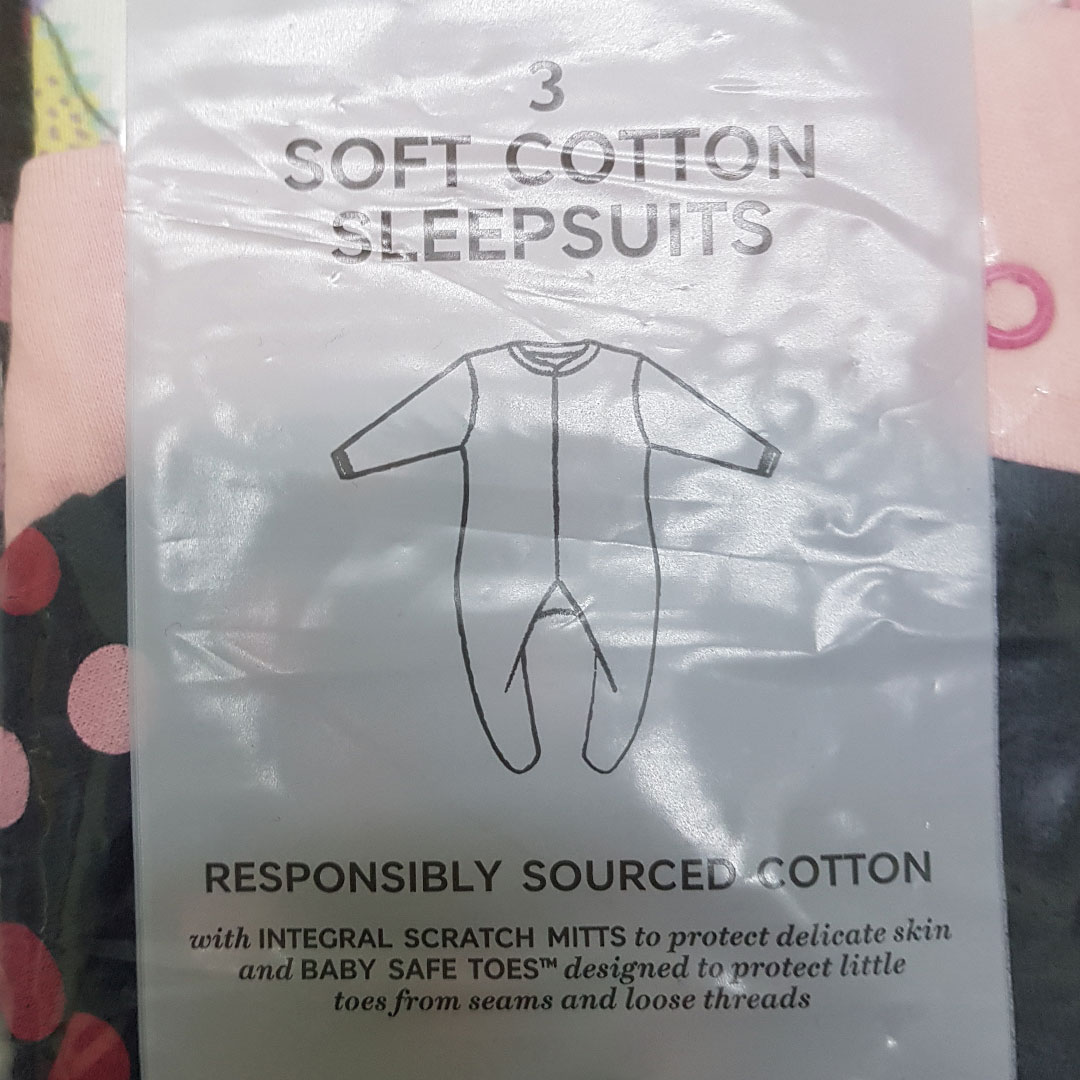 3
SOFT COTTON
SLEEPSUITS
RESPONSIBLY SOURCED COTTON
with INTEGRAL SCRATCH MITTS to protect delicate skin
and BABY SAFE TOES™ designed to protect little
toes from seams and loose threads